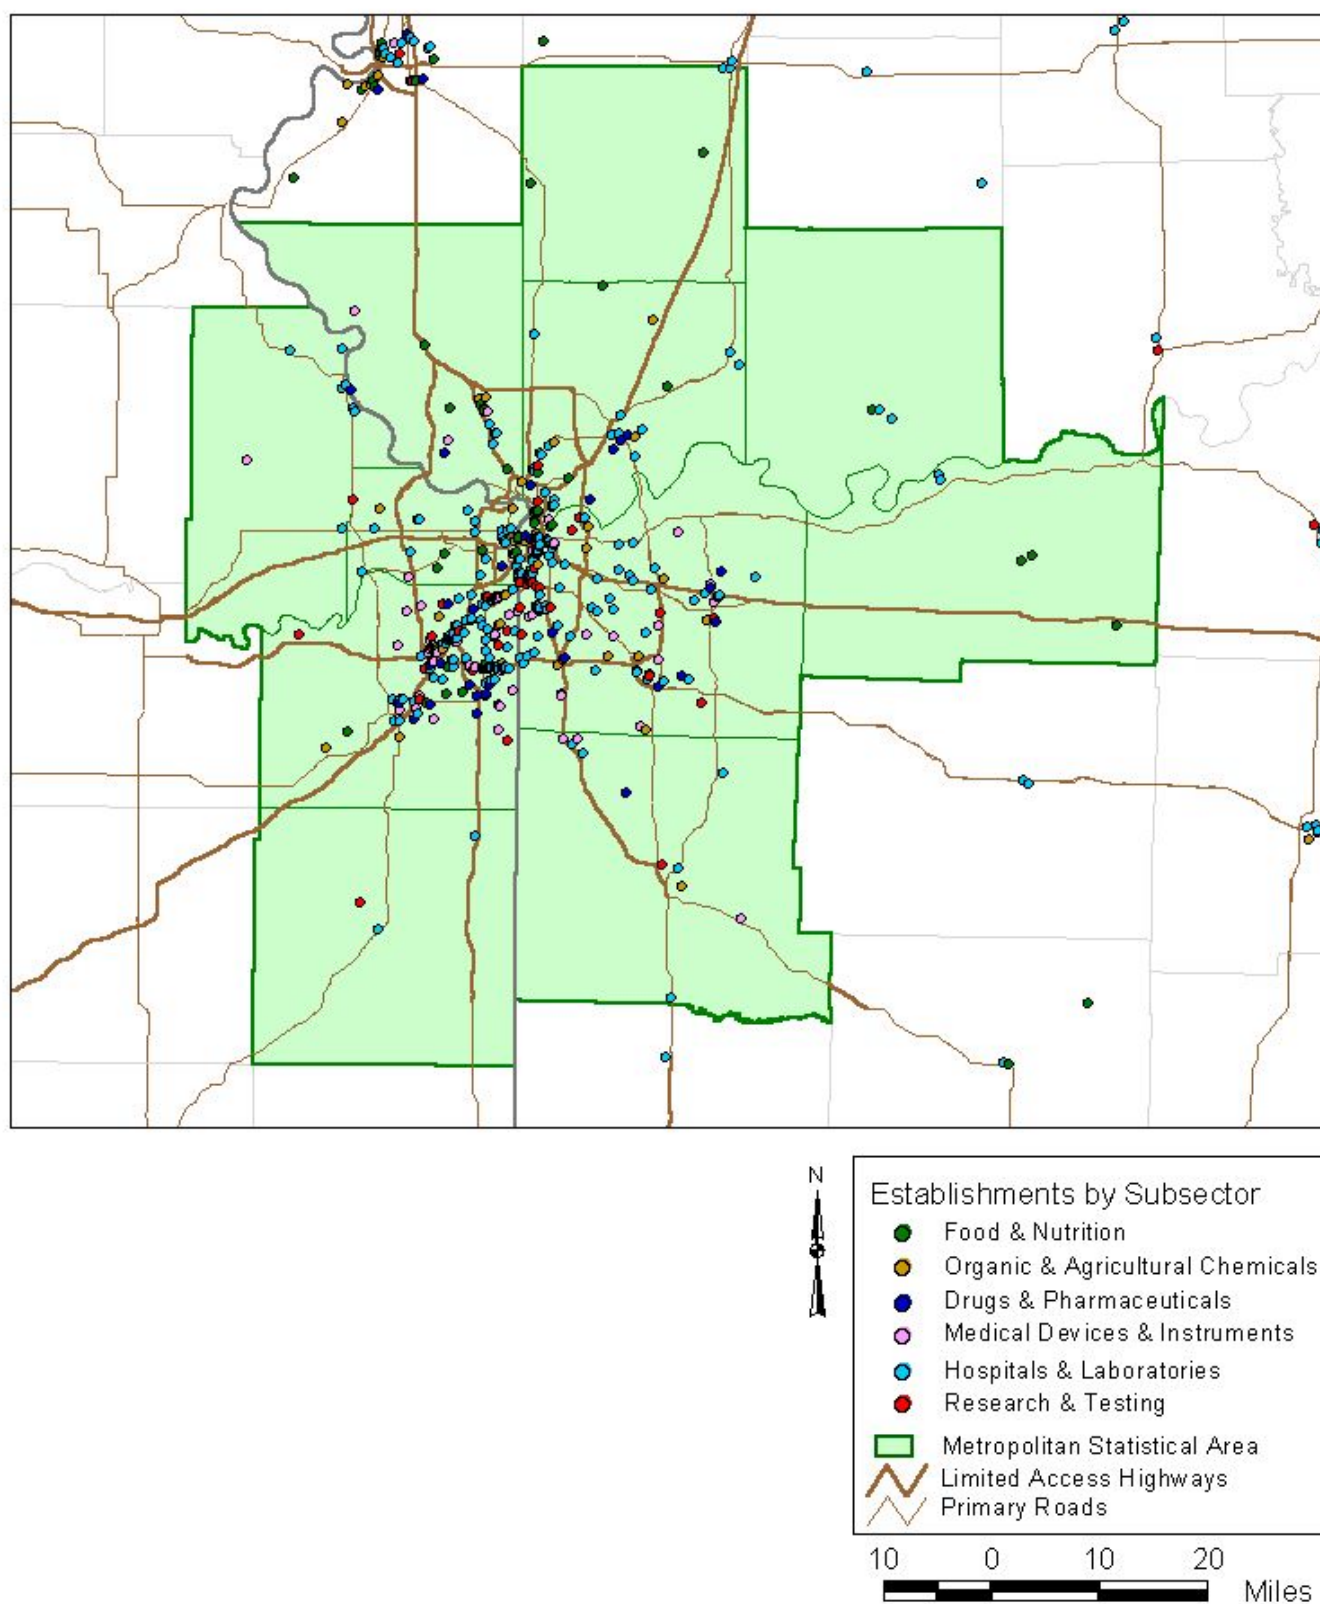 N
Establishments by Subsector
Food & Nutrition
Organic & Agricultural Chemicals
Drugs & Pharmaceuticals
Medical Devices & Instruments
Hospitals & Laboratories
Research & Testing
Metropolitan Statistical Area
Limited Access Highways
Primary Roads
10 0 10 20
Miles